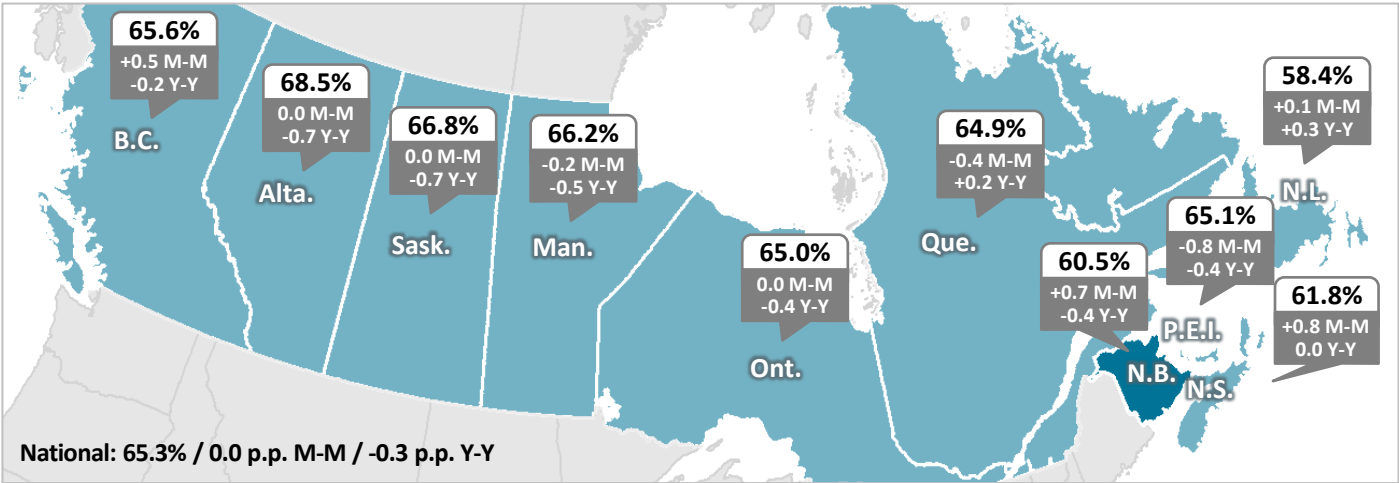 65.6%
+0.5 M-M
-0.2 Y-Y
B.C.
68.5%
0.0 M-M
-0.7 Y-Y
Alta.
66.8%
0.0 M-M
-0.7 Y-Y
Sask.
66.2%
-0.2 M-M
-0.5 Y-Y
Man.
65.0%
0.0 M-M
-0.4 Y-Y
Ont.
64.9%
-0.4 M-M
+0.2 Y-Y
Que.
58.4%
+0.1 M-M
+0.3 Y-Y
N.L.
65.1%
-0.8 M-M
-0.4 Y-Y
P.E.I.
60.5%
+0.7 M-M
-0.4 Y-Y
N.B.
61.8%
+0.8 M-M
0.0 Y-Y
N.S.
National: 65.3% / 0.0 p.p. M-M / -0.3 p.p. Y-Y